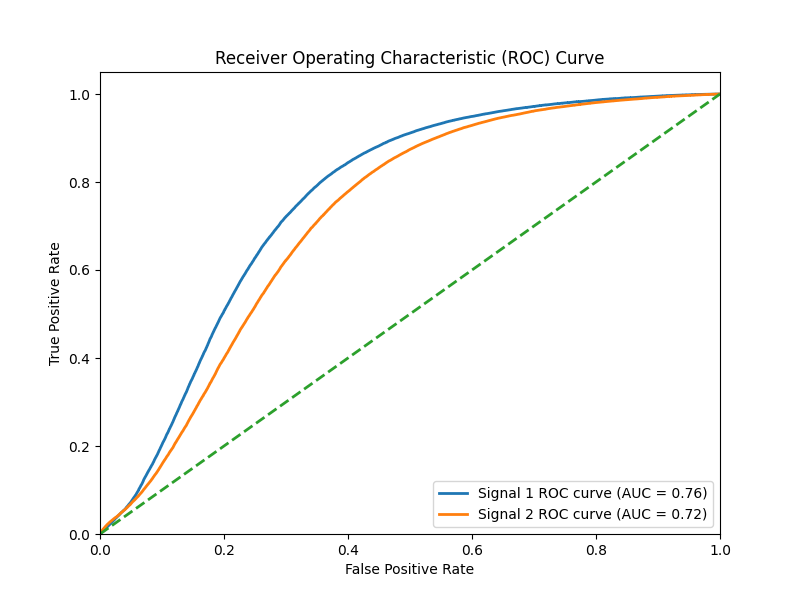 Receiver Operating Characteristic (ROC) Curve
1.0
0.8
0.6
0.4
0.2
0.0
True Positive Rate
Signal 1 ROC curve (AUC = 0.76)
Signal 2 ROC curve (AUC = 0.72)
0.0 0.2 0.4 0.6 0.8 1.0
False Positive Rate